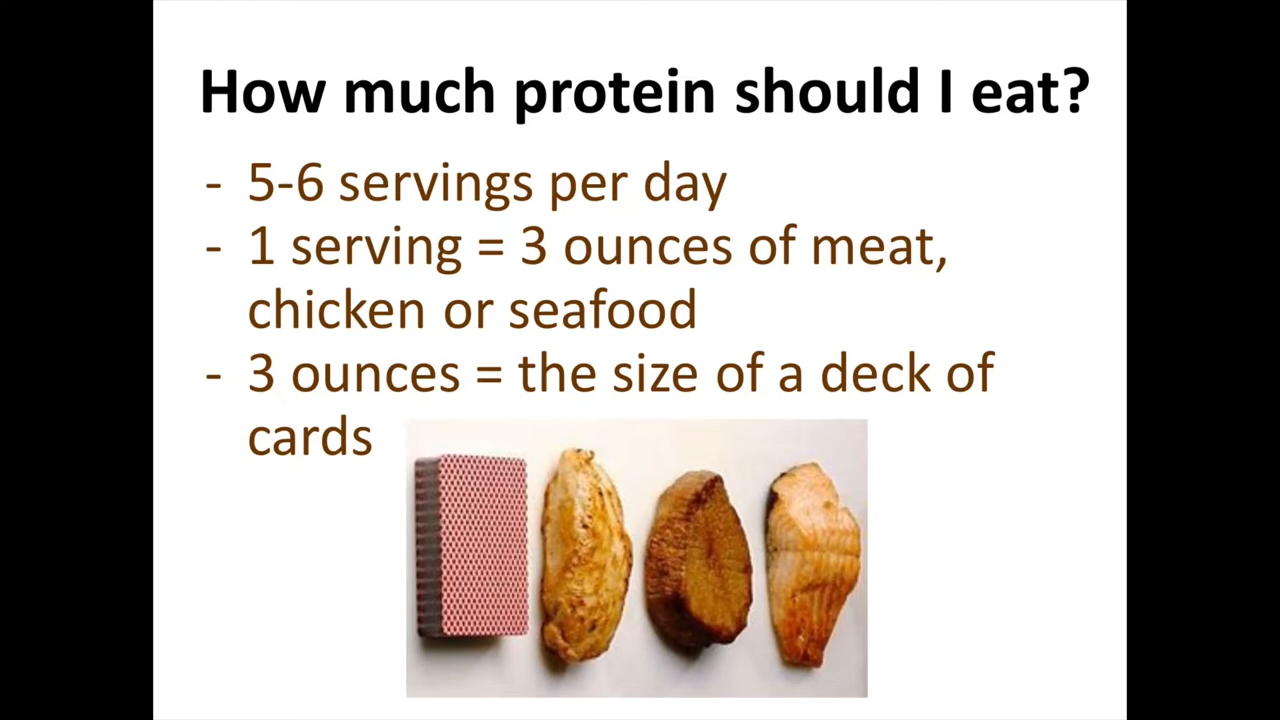 How much protein should I eat?
- 5-6 servings per day
- 1 serving = 3 ounces of meat,
chicken or seafood
- 3 ounces = the size of a deck of
cards